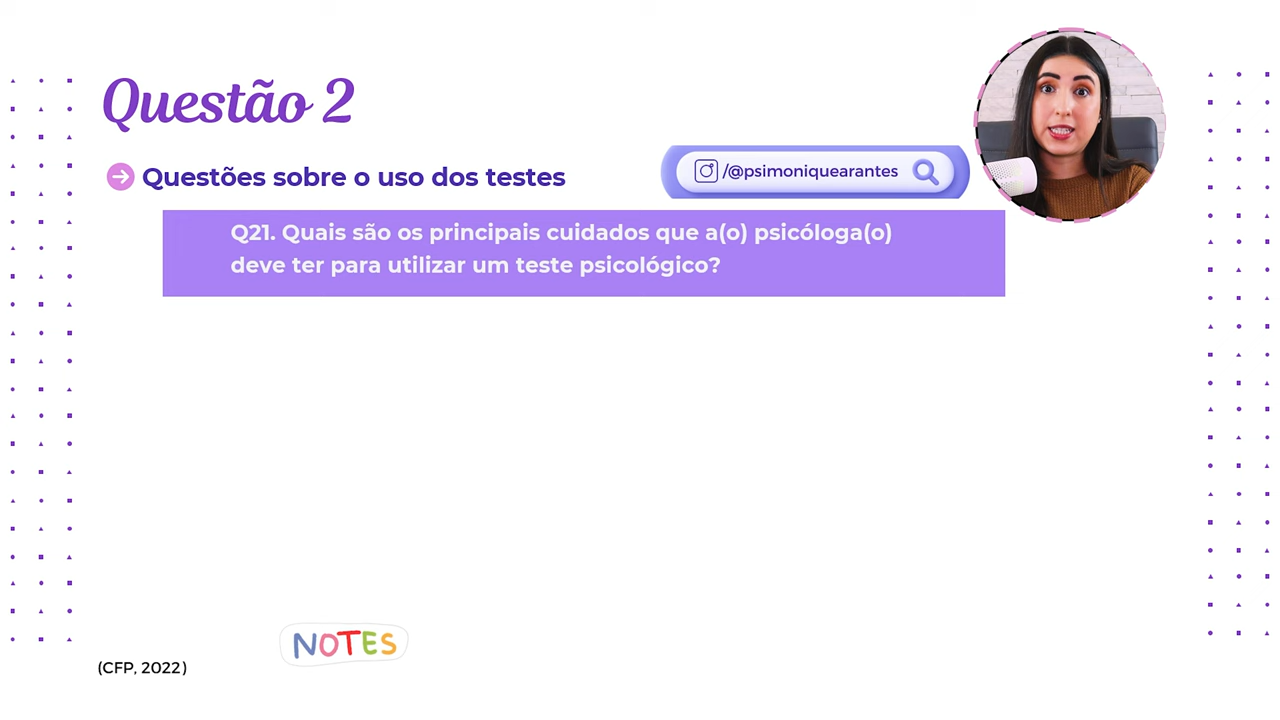 Questão 2
Questões sobre o uso dos testes
/@psimoniquearantes
Q21. Quais são os principais cuidados que a(o) psicóloga(o)
deve ter para utilizar um teste psicológico?
NOTES
(CFP, 2022)